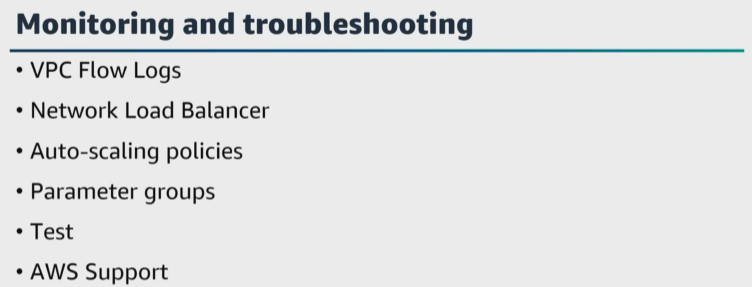 Monitoring and troubleshooting
• VPC Flow Logs
• Network Load Balancer
• Auto-scaling policies
• Parameter groups
• Test
• AWS Support